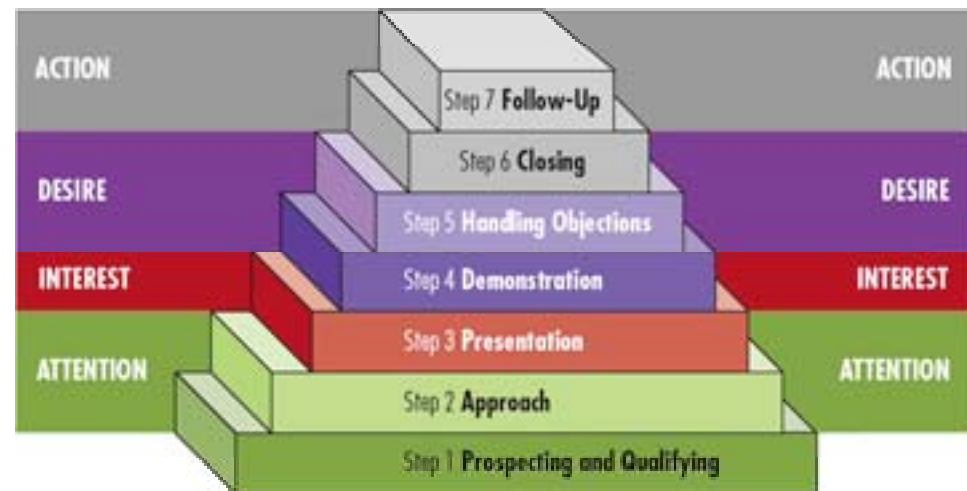 ACTION
ACTION
Step 7 Follow-Up
Step 6 Closing
DESIRE
DESIRE
Step 5 Handling Objections
INTEREST
INTEREST
Step 4 Demonstration
Step 3 Presentation
ATTENTION
ATTENTION
Step 2 Approach
Step 1 Prospecting and Qualifying